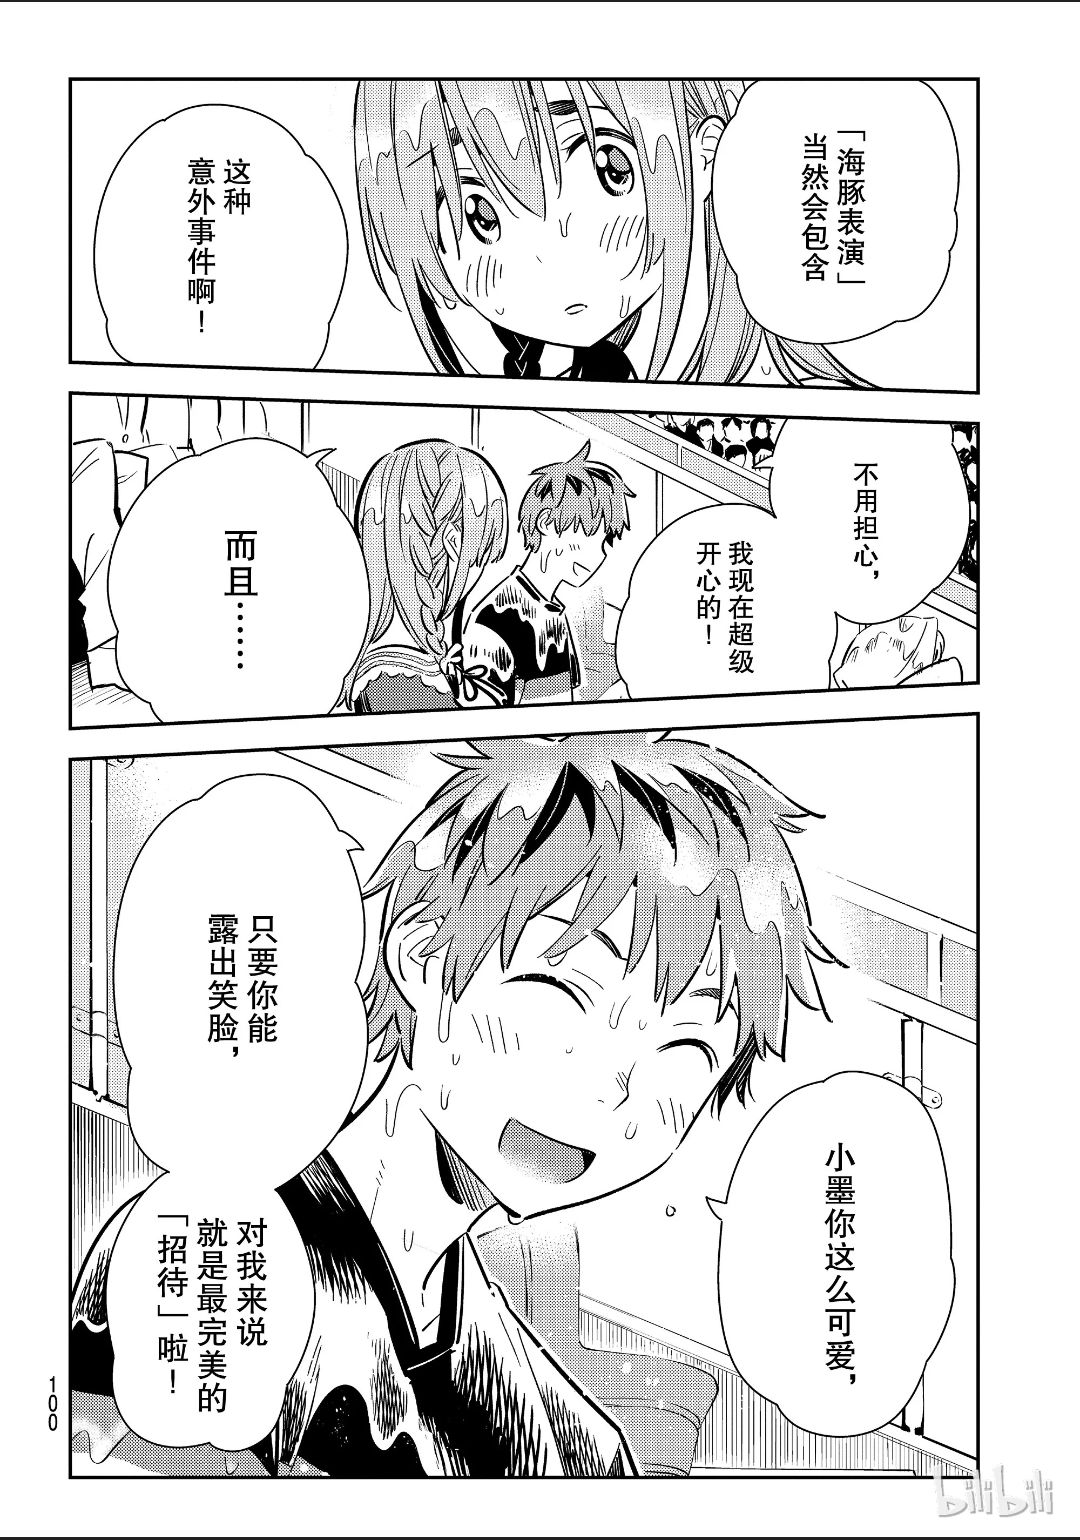 「海豚表演」
当然会包含
这种
意外事件啊！
不用担心，
我现在超级
开心的！
而且……
小墨你这么可爱，
只要你能
露出笑脸，
对我来说
就是最完美的
「招待」啦！
100
bilibili